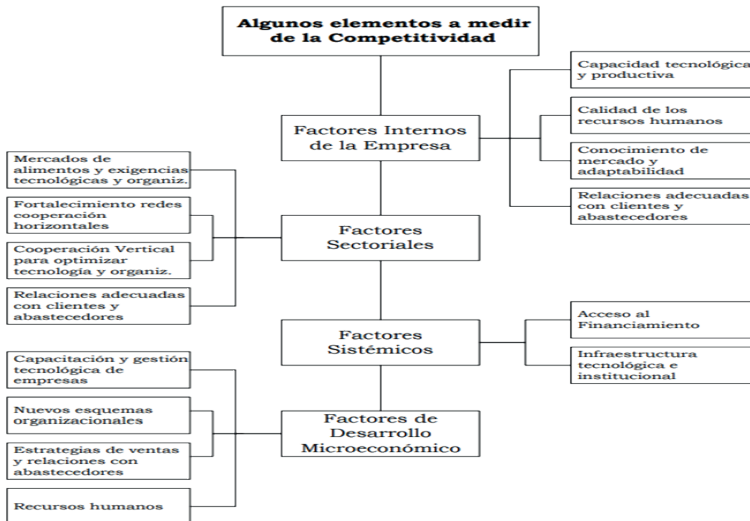 Algunos elementos a medir
de la Competitividad
Factores Internos
de la Empresa
Capacidad tecnológica
y productiva
Calidad de los
recursos humanos
Conocimiento de
mercado y
adaptabilidad
Relaciones adecuadas
con clientes y
abastecedores
Factores
Sectoriales
Mercados de
alimentos y exigencias
tecnológicas y organiz.
Fortalecimiento redes
cooperación
horizontales
Cooperación Vertical
para optimizar
tecnología y organiz.
Relaciones adecuadas
con clientes y
abastecedores
Factores
Sistémicos
Acceso al
Financiamiento
Infraestructura
tecnológica e
institucional
Factores de
Desarrollo
Microeconómico
Capacitación y gestión
tecnológica de
empresas
Nuevos esquemas
organizacionales
Estrategias de ventas
y relaciones con
abastecedores
Recursos humanos